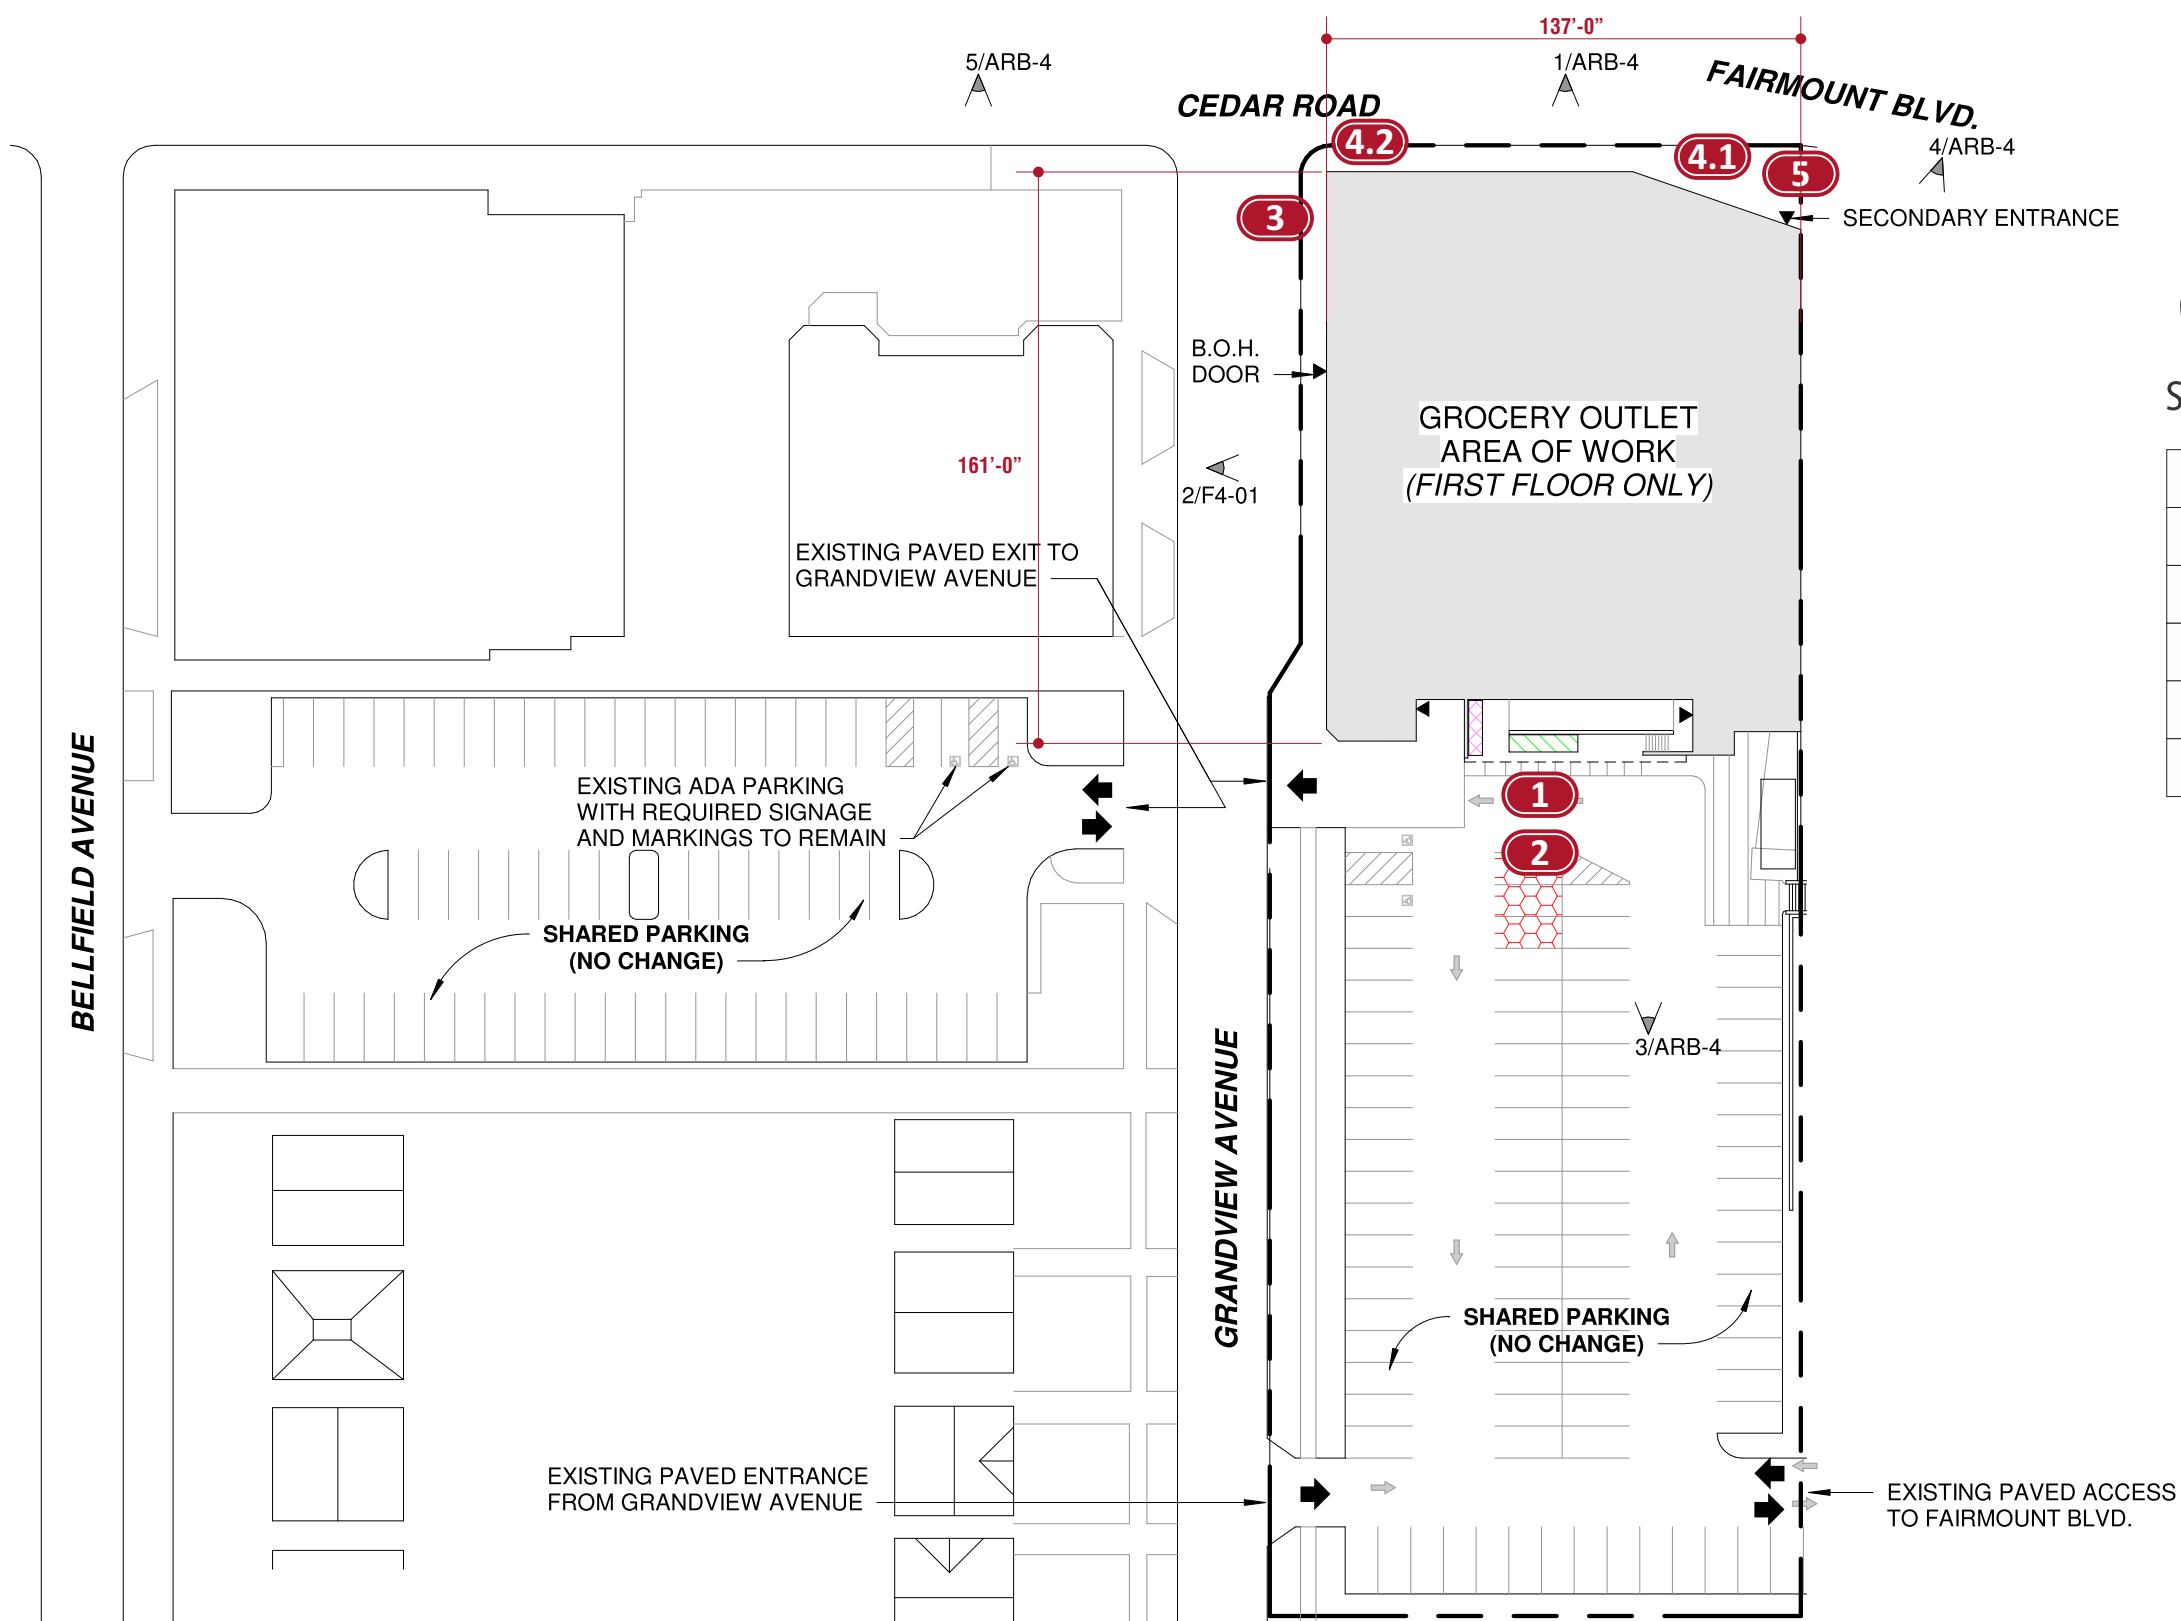 137'-0”
5/ARB-4
1/ARB-4
FAIRMOUNT BLVD.
CEDAR ROAD
4.2
4.1
4/ARB-4
5
3
SECONDARY ENTRANCE
B.O.H.
DOOR
GROCERY OUTLET
AREA OF WORK
(FIRST FLOOR ONLY)
161'-0”
2/F4-01
EXISTING PAVED EXIT TO
GRANDVIEW AVENUE
S
EXISTING ADA PARKING
WITH REQUIRED SIGNAGE
AND MARKINGS TO REMAIN
1
2
BELLFIELD AVENUE
SHARED PARKING
(NO CHANGE)
3/ARB-4
GRANDVIEW AVENUE
SHARED PARKING
(NO CHANGE)
EXISTING PAVED ENTRANCE
FROM GRANDVIEW AVENUE
EXISTING PAVED ACCESS
TO FAIRMOUNT BLVD.